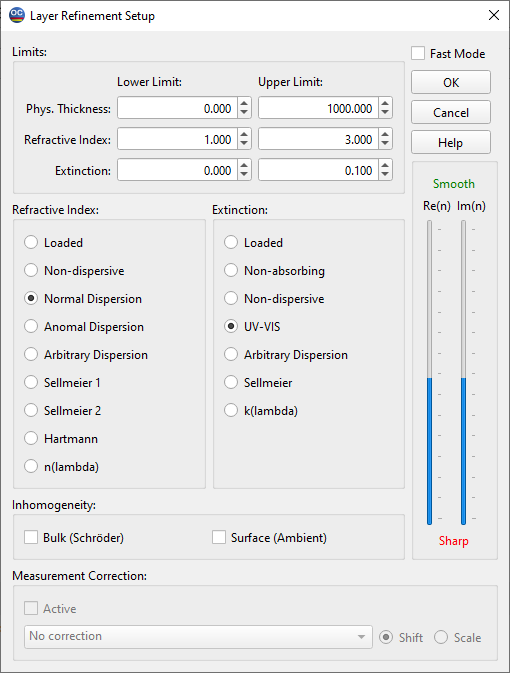 OC Layer Refinement Setup
Limits:
Fast Mode
Lower Limit: Upper Limit:
OK
Phys. Thickness: 0.000 1000.000
Cancel
Refractive Index: 1.000 3.000
Help
Extinction: 0.000 0.100
Smooth
Re(n) Im(n)
Refractive Index:
Loaded
Non-dispersive
Normal Dispersion
Anomal Dispersion
Arbitrary Dispersion
Sellmeier 1
Sellmeier 2
Hartmann
n(lambda)
Extinction:
Loaded
Non-absorbing
Non-dispersive
UV-VIS
Arbitrary Dispersion
Sellmeier
k(lambda)
Sharp
Inhomogeneity:
Bulk (Schröder) Surface (Ambient)
Measurement Correction:
Active
No correction Shift Scale